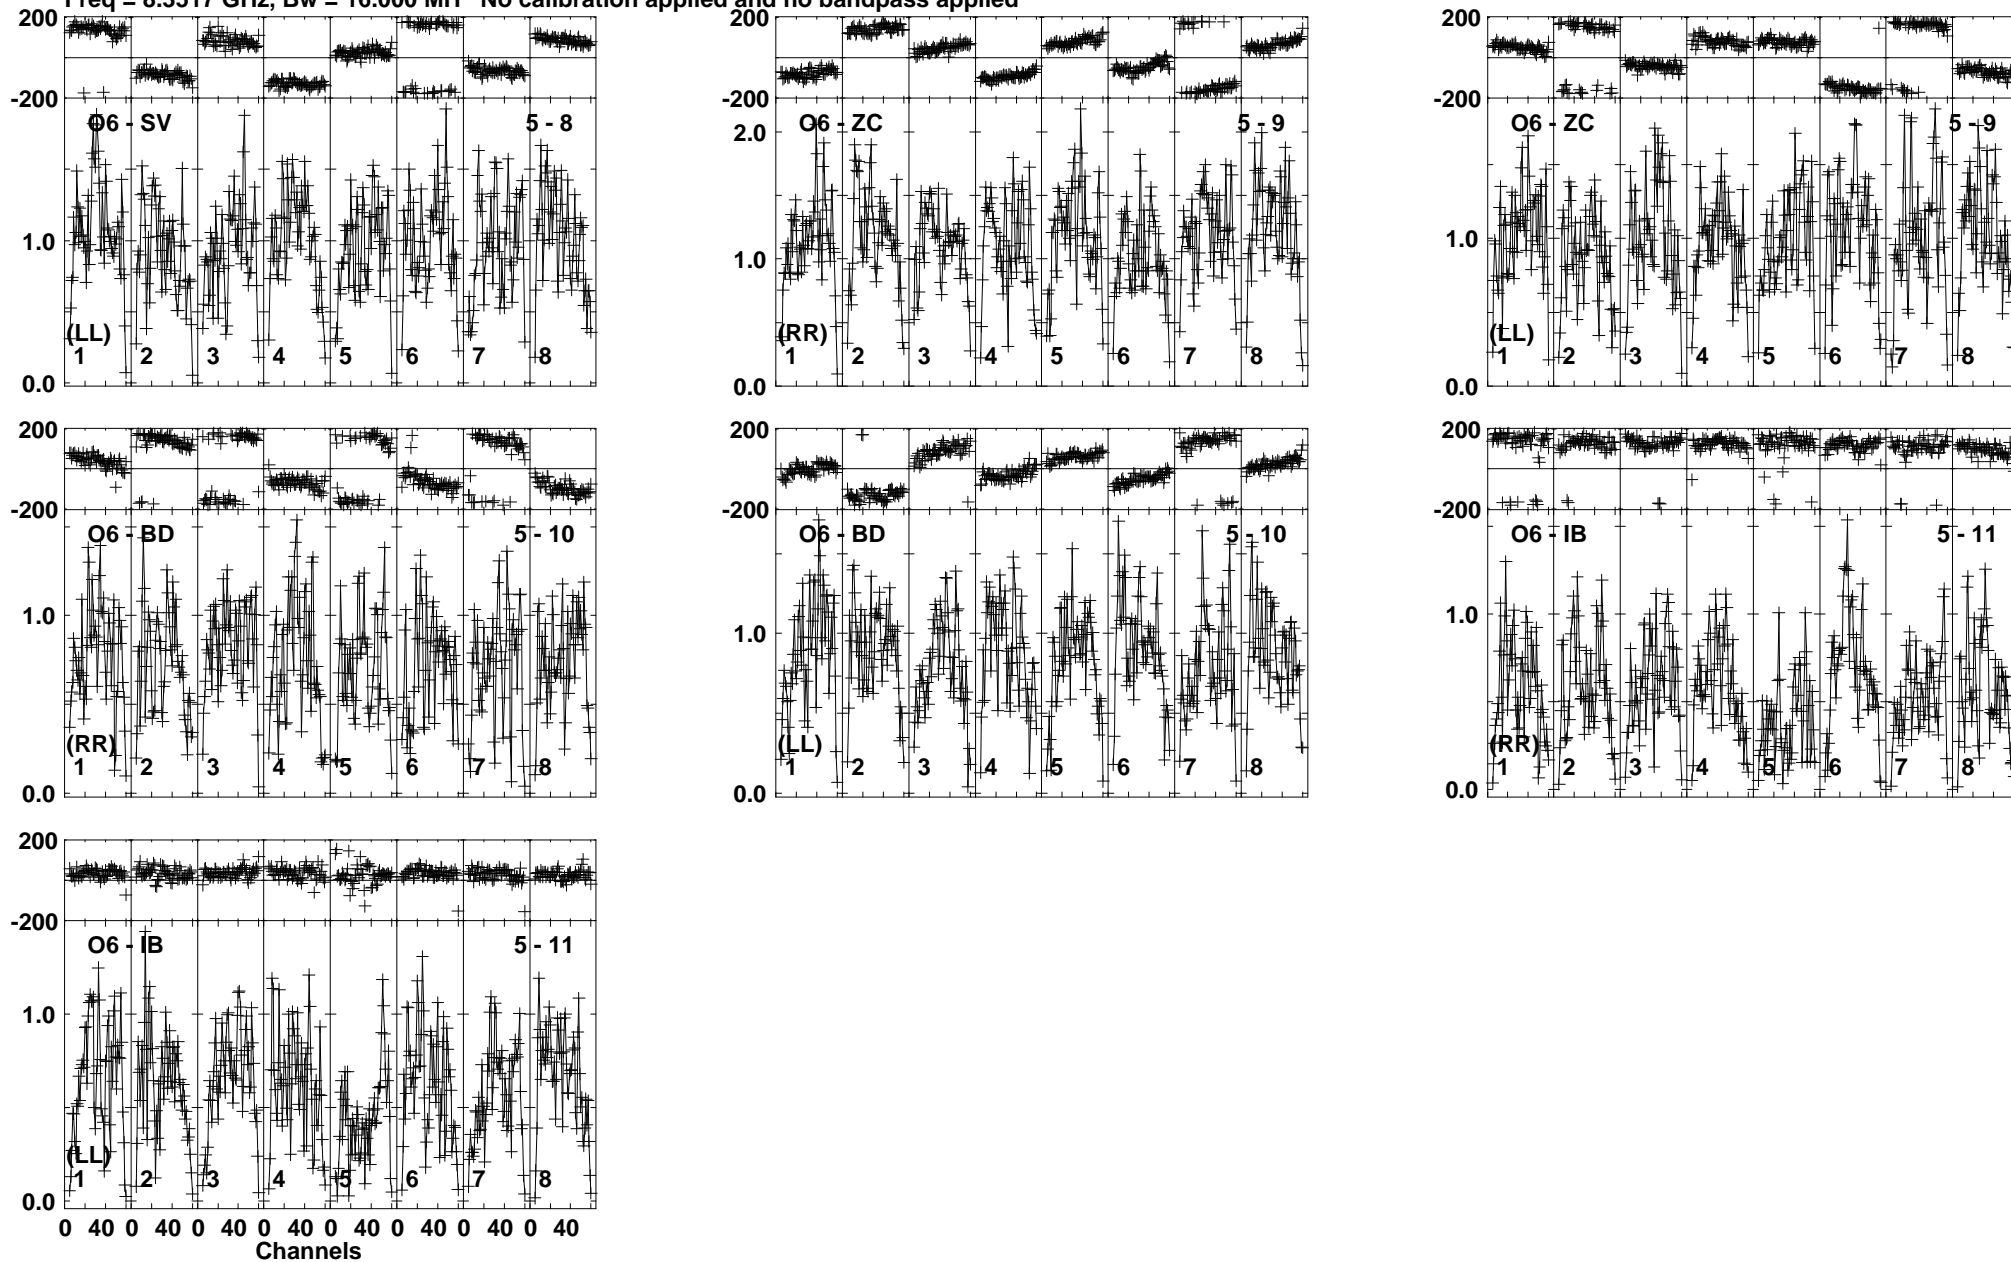 Freq = 8.3517 GHz, Bw = 16.000 MH No calibration applied and no bandpass applied
200 200 200
-200 -200 -200
O6 - SV 5 - 8 O6 - ZC 5 - 9 O6 - ZC 5 - 9
2.0
1.0 1.0 1.0
(LL) (RR) (LL)
1 2 3 4 5 6 7 8 1 2 3 4 5 6 7 8 1 2 3 4 5 6 7 8
0.0 0.0 0.0
200 200 200
-200 -200 -200
O6 - BD 5 - 10 O6 - BD 5 - 10 O6 - IB 5 - 11
1.0 1.0 1.0
(RR) (LL) (RR)
1 2 3 4 5 6 7 8 1 2 3 4 5 6 7 8 1 2 3 4 5 6 7 8
0.0 0.0 0.0
200
-200
O6 - IB 5 - 11
1.0
(LL)
1 2 3 4 5 6 7 8
0.0
0 40 0 40 0 40 0 40 0 40 0 40 0 40 0 40
Channels